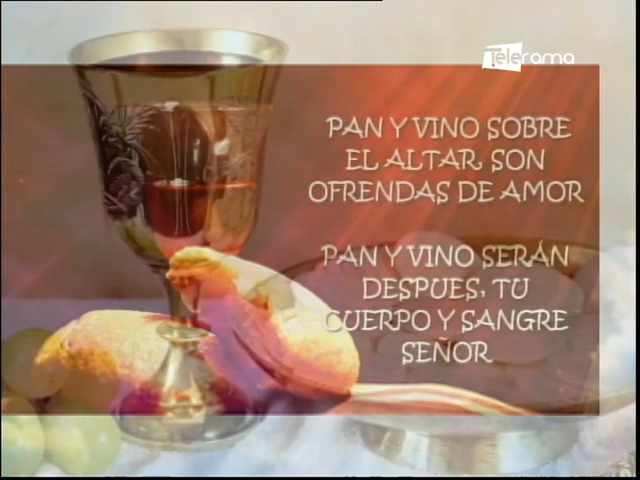 Telerama
PAN Y VINO SOBRE
EL ALTAR, SON
OFRENDAS DE AMOR
PAN Y VINO SERÁN
DESPUES, TU
CUERPO Y SANGRE
SEÑOR